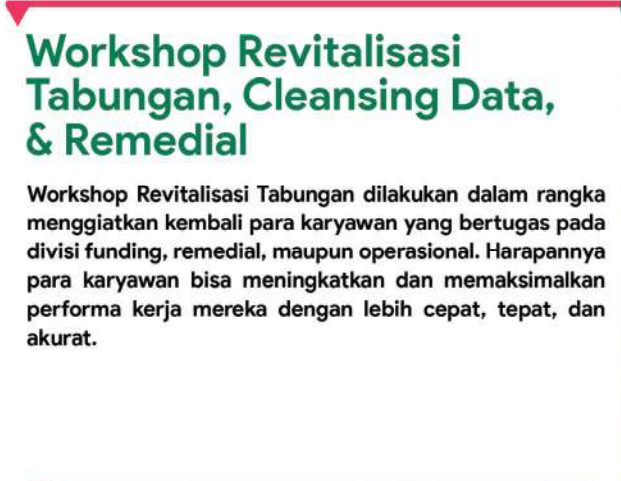 Workshop Revitalisasi
Tabungan, Cleansing Data,
& Remedial
Workshop Revitalisasi Tabungan dilakukan dalam rangka
menggiatkan kembali para karyawan yang bertugas pada
divisi funding, remedial, maupun operasional. Harapannya
para karyawan bisa meningkatkan dan memaksimalkan
performa kerja mereka dengan lebih cepat, tepat, dan
akurat.